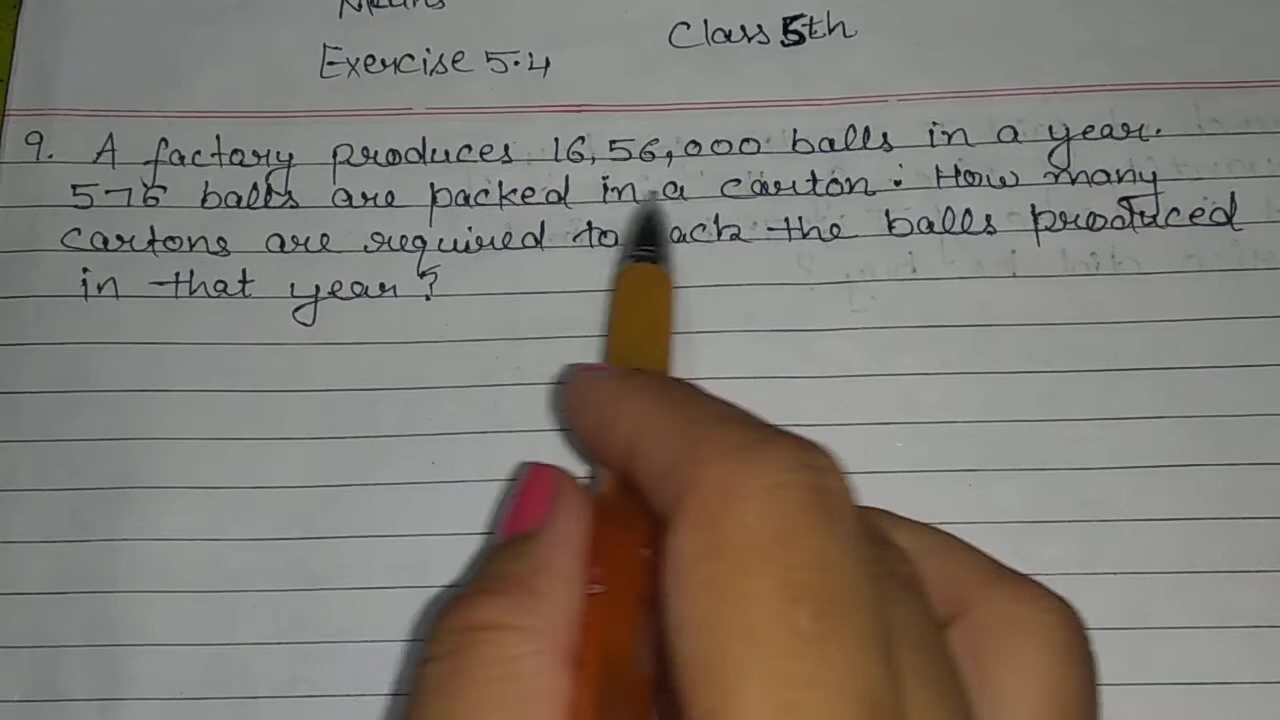 Maths
Class 5th
Exercise 5.4
9. A factory produces 16,56,000 balls in a year.
576 balls are packed in a carton. How many
cartons are required to pack the balls produced
in that year?